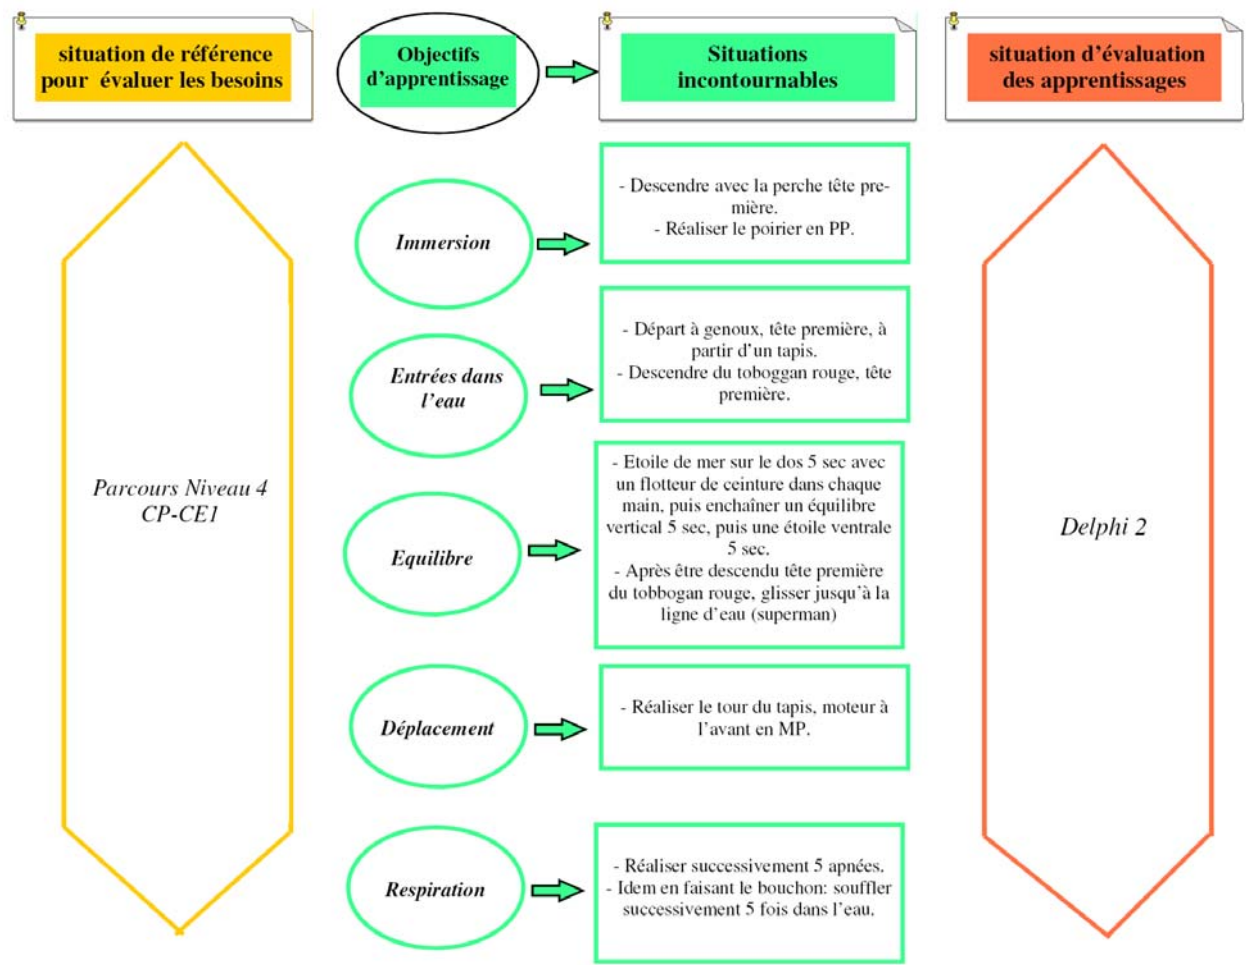 situation de référence
pour évaluer les besoins
Objectifs
d'apprentissage
Situations
incontournables
situation d'évaluation
des apprentissages
Parcours Niveau 4
CP-CE1
Immersion
- Descendre avec la perche tête pre-
mière.
- Réaliser le poirier en PP.
Entrées dans
l'eau
- Départ à genoux, tête première, à
partir d'un tapis.
- Descendre du toboggan rouge, tête
première.
Equilibre
- Etoile de mer sur le dos 5 sec avec
un flotteur de ceinture dans chaque
main, puis enchaîner un équilibre
vertical 5 sec, puis une étoile ventrale
5 sec.
- Après être descendu tête première
du tobbogan rouge, glisser jusqu'à la
ligne d'eau (superman)
Déplacement
- Réaliser le tour du tapis, moteur à
l'avant en MP.
Respiration
- Réaliser successivement 5 apnées.
- Idem en faisant le bouchon: souffler
successivement 5 fois dans l'eau.
Delphi 2